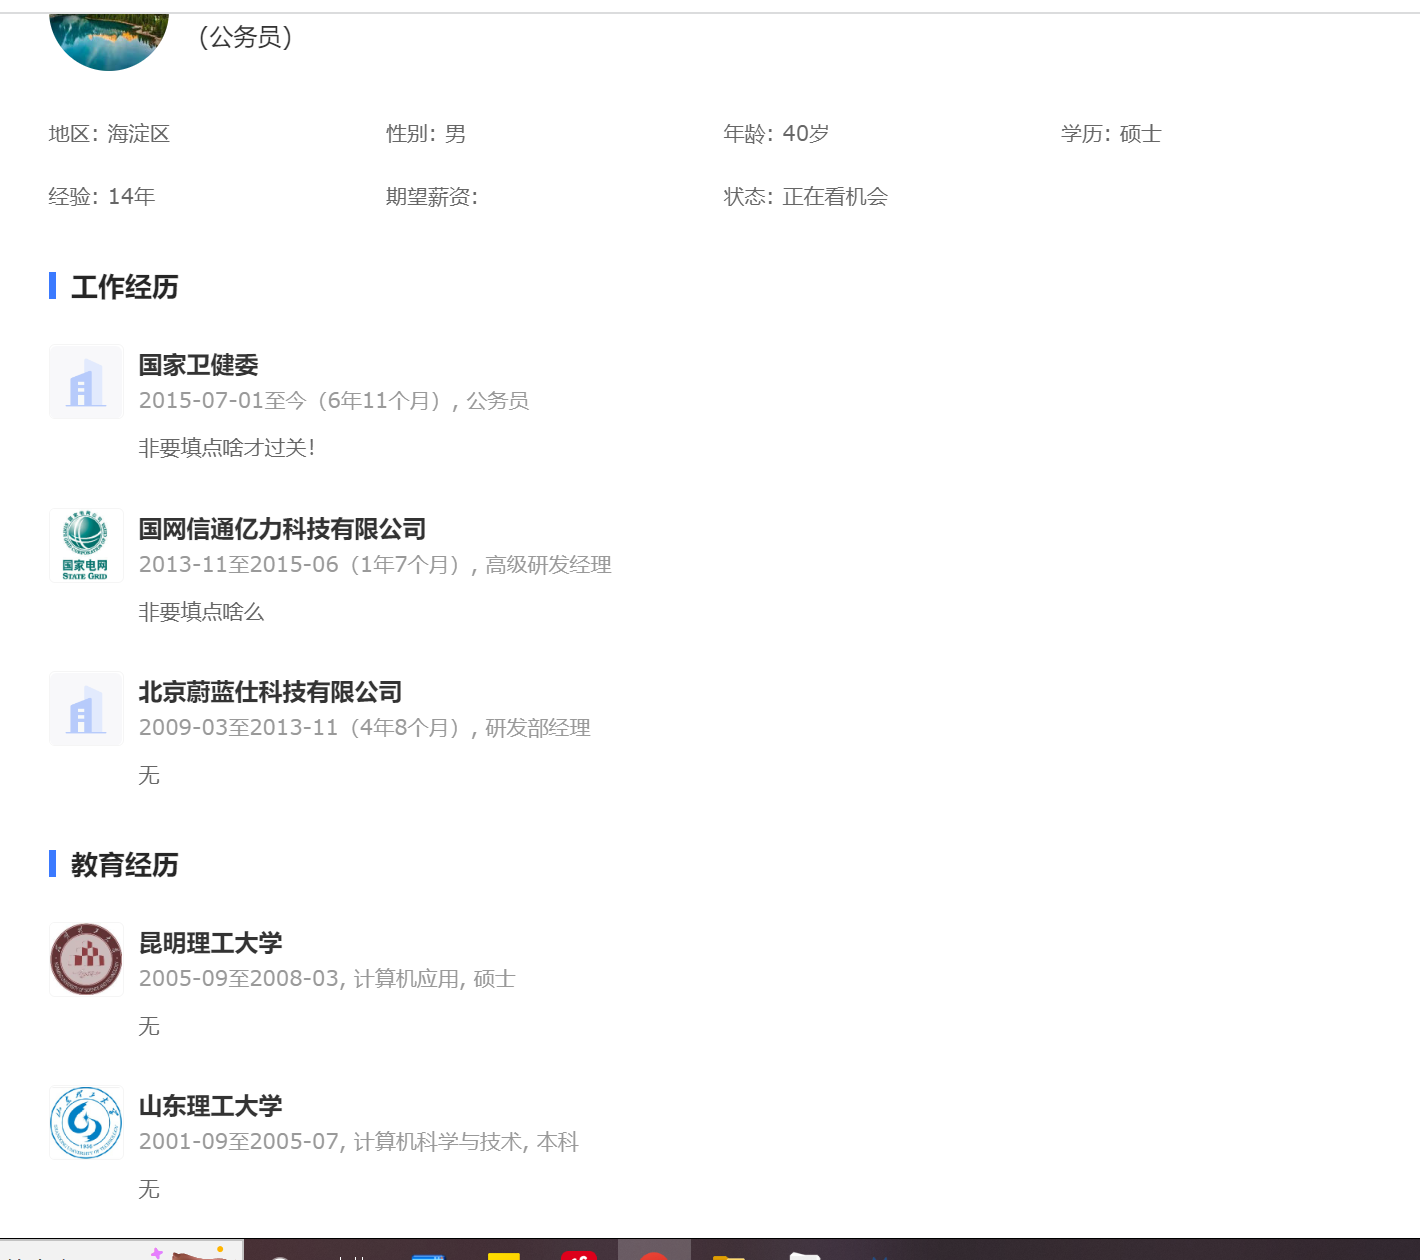 （公务员）
地区: 海淀区
性别: 男
年龄: 40岁
学历: 硕士
经验: 14年
期望薪资:
状态: 正在看机会
工作经历
国家卫健委
2015-07-01至今（6年11个月）, 公务员
非要填点啥才过关！
国家电网
STATE GRID
国网信通亿力科技有限公司
2013-11至2015-06（1年7个月）, 高级研发经理
非要填点啥么
北京蔚蓝仕科技有限公司
2009-03至2013-11（4年8个月）, 研发部经理
无
教育经历
昆明理工大学
2005-09至2008-03, 计算机应用, 硕士
无
山东理工大学
2001-09至2005-07, 计算机科学与技术, 本科
无